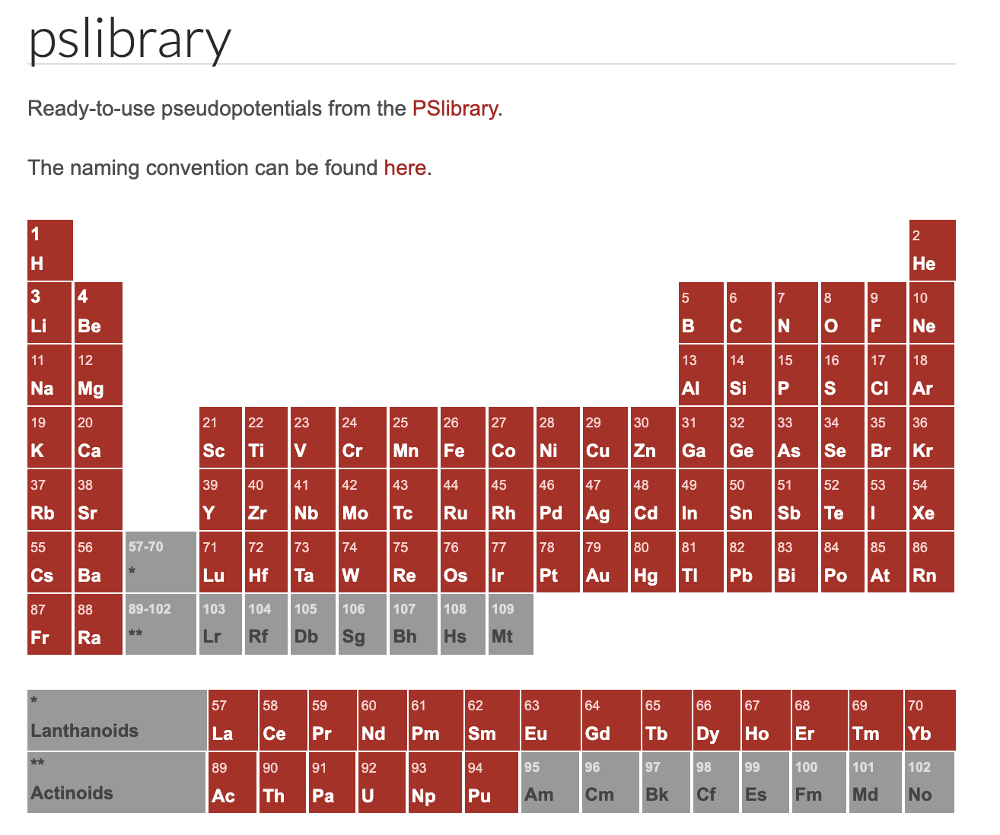 pslibrary
Ready-to-use pseudopotentials from the PSlibrary.
The naming convention can be found here.
1 2
H He
3 4 5 6 7 8 9 10
Li Be B C N O F Ne
11 12 13 14 15 16 17 18
Na Mg Al Si P S Cl Ar
19 20 21 22 23 24 25 26 27 28 29 30 31 32 33 34 35 36
K Ca Sc Ti V Cr Mn Fe Co Ni Cu Zn Ga Ge As Se Br Kr
37 38 39 40 41 42 43 44 45 46 47 48 49 50 51 52 53 54
Rb Sr Y Zr Nb Mo Tc Ru Rh Pd Ag Cd In Sn Sb Te I Xe
55 56 57-70 71 72 73 74 75 76 77 78 79 80 81 82 83 84 85 86
Cs Ba * Lu Hf Ta W Re Os Ir Pt Au Hg Tl Pb Bi Po At Rn
87 88 89-102 103 104 105 106 107 108 109
Fr Ra ** Lr Rf Db Sg Bh Hs Mt
* 57 58 59 60 61 62 63 64 65 66 67 68 69 70
Lanthanoids La Ce Pr Nd Pm Sm Eu Gd Tb Dy Ho Er Tm Yb
** 89 90 91 92 93 94 95 96 97 98 99 100 101 102
Actinoids Ac Th Pa U Np Pu Am Cm Bk Cf Es Fm Md No